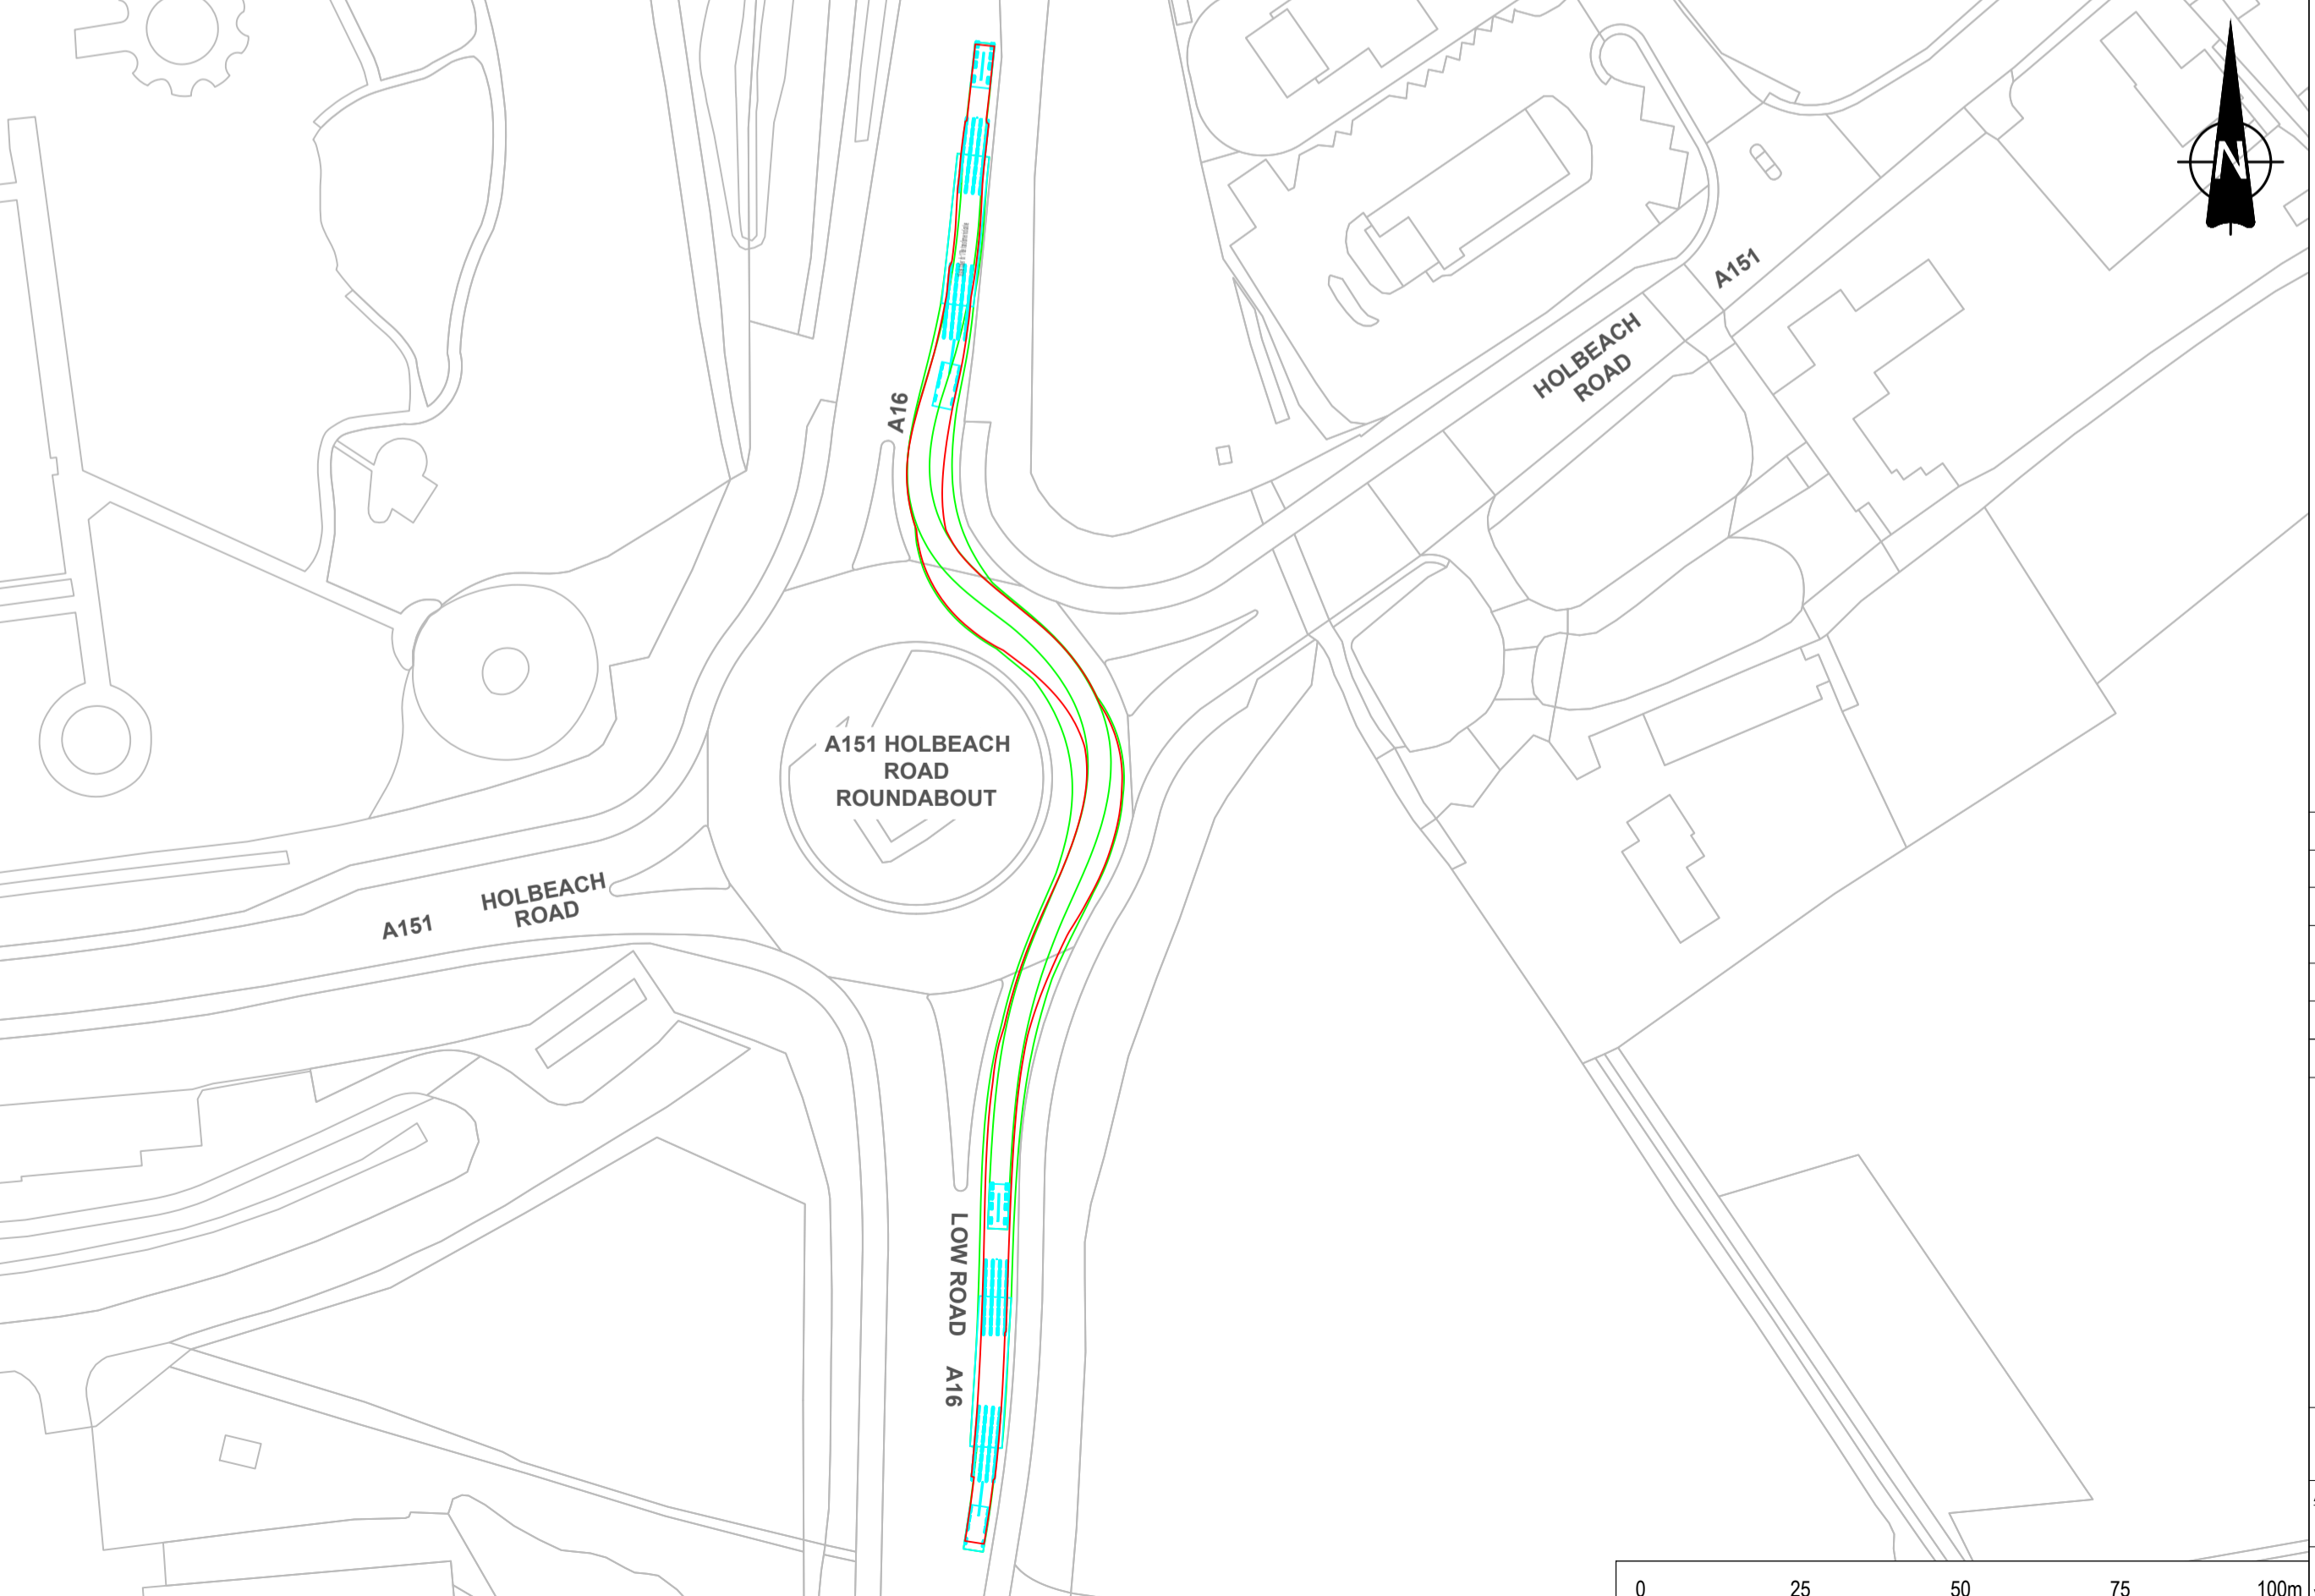 N
A151
HOLBEACH
ROAD
A16
A151 HOLBEACH
ROAD
ROUNDABOUT
HOLBEACH
ROAD
A151
LOW ROAD
A16
0 25 50 75 100m